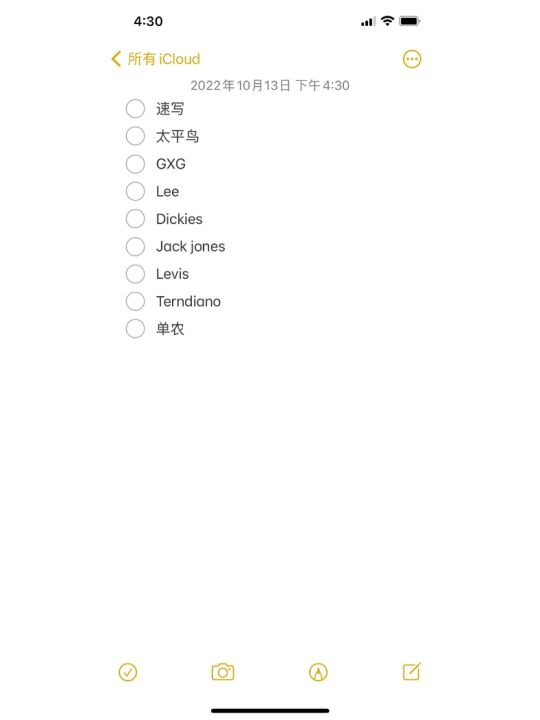 4:30
所有 iCloud
2022年10月13日 下午4:30
速写
太平鸟
GXG
Lee
Dickies
Jack jones
Levis
Terndiano
单农